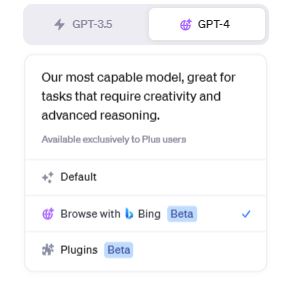 GPT-3.5 GPT-4
Our most capable model, great for
tasks that require creativity and
advanced reasoning.
Available exclusively to Plus users
Default
Browse with Bing Beta
Plugins Beta